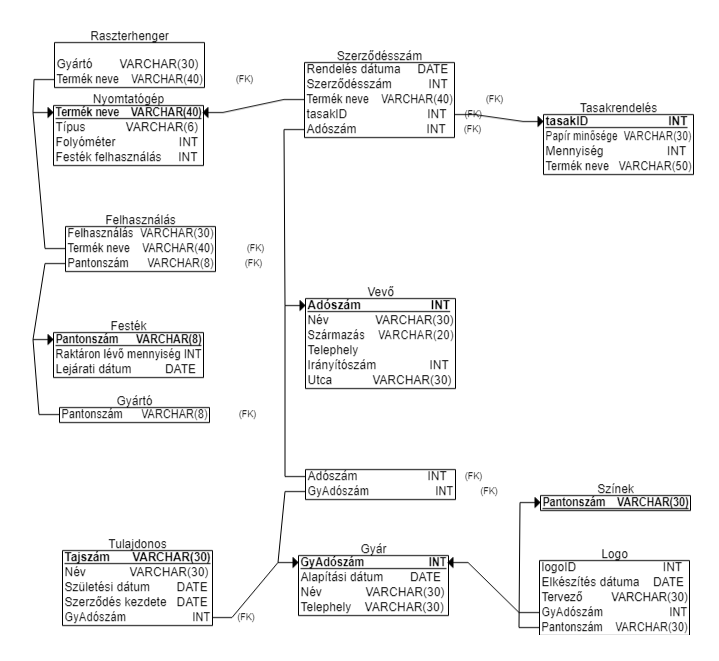 Raszterhenger
Gyártó VARCHAR(30)
Termék neve VARCHAR(40) (FK)
Nyomtatógép
Termék neve VARCHAR(40)
Típus VARCHAR(6)
Folyóméter INT
Festék felhasználás INT
Szerződésszám
Rendelés dátuma DATE
Szerződésszám INT
Termék neve VARCHAR(40) (FK)
tasakID INT (FK)
Adószám INT (FK)
Tasakrendelés
tasakID INT
Papír minősége VARCHAR(30)
Mennyiség INT
Termék neve VARCHAR(50)
Felhasználás
Felhasználás VARCHAR(30)
Termék neve VARCHAR(40) (FK)
Pantonszám VARCHAR(8) (FK)
Festék
Pantonszám VARCHAR(8)
Raktáron lévő mennyiség INT
Lejárati dátum DATE
Gyártó
Pantonszám VARCHAR(8) (FK)
Vevő
Adószám INT
Név VARCHAR(30)
Származás VARCHAR(20)
Telephely
Irányítószám INT
Utca VARCHAR(30)
Adószám INT (FK)
GyAdószám INT (FK)
Tulajdonos
Tajszám VARCHAR(30)
Név VARCHAR(30)
Születési dátum DATE
Szerződés kezdete DATE
GyAdószám INT (FK)
Gyár
GyAdószám INT
Alapítási dátum DATE
Név VARCHAR(30)
Telephely VARCHAR(30)
Színek
Pantonszám VARCHAR(30)
Logo
logoID INT
Elkészítés dátuma DATE
Tervező VARCHAR(30)
GyAdószám INT
Pantonszám VARCHAR(30)